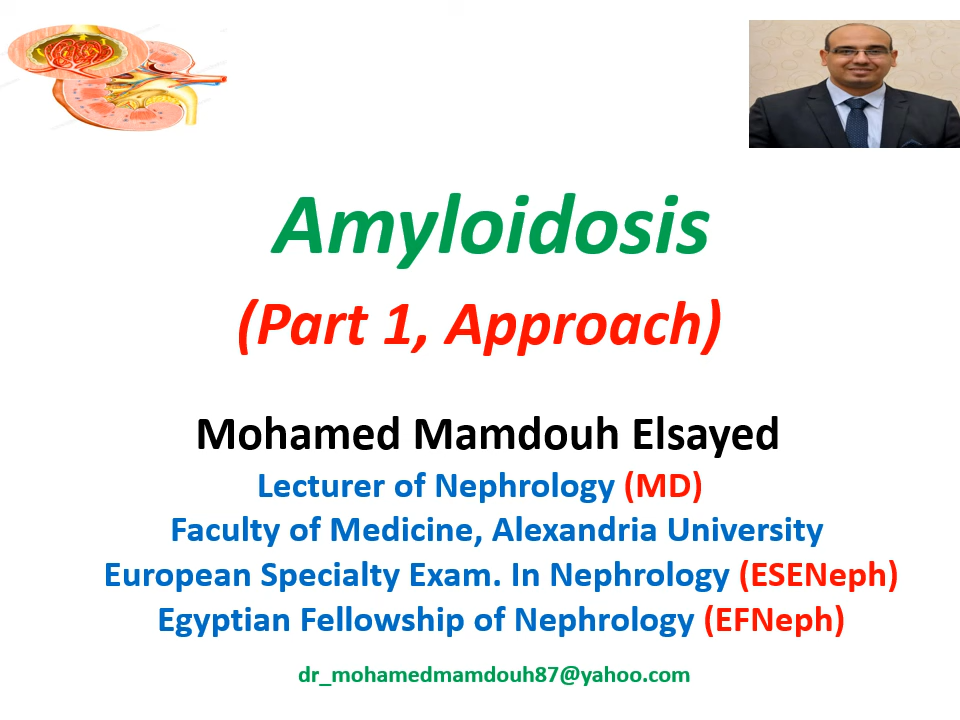 Amyloidosis
(Part 1, Approach)
Mohamed Mamdouh Elsayed
Lecturer of Nephrology (MD)
Faculty of Medicine, Alexandria University
European Specialty Exam. In Nephrology (ESENeph)
Egyptian Fellowship of Nephrology (EFNeph)
dr_mohamedmamdouh87@yahoo.com